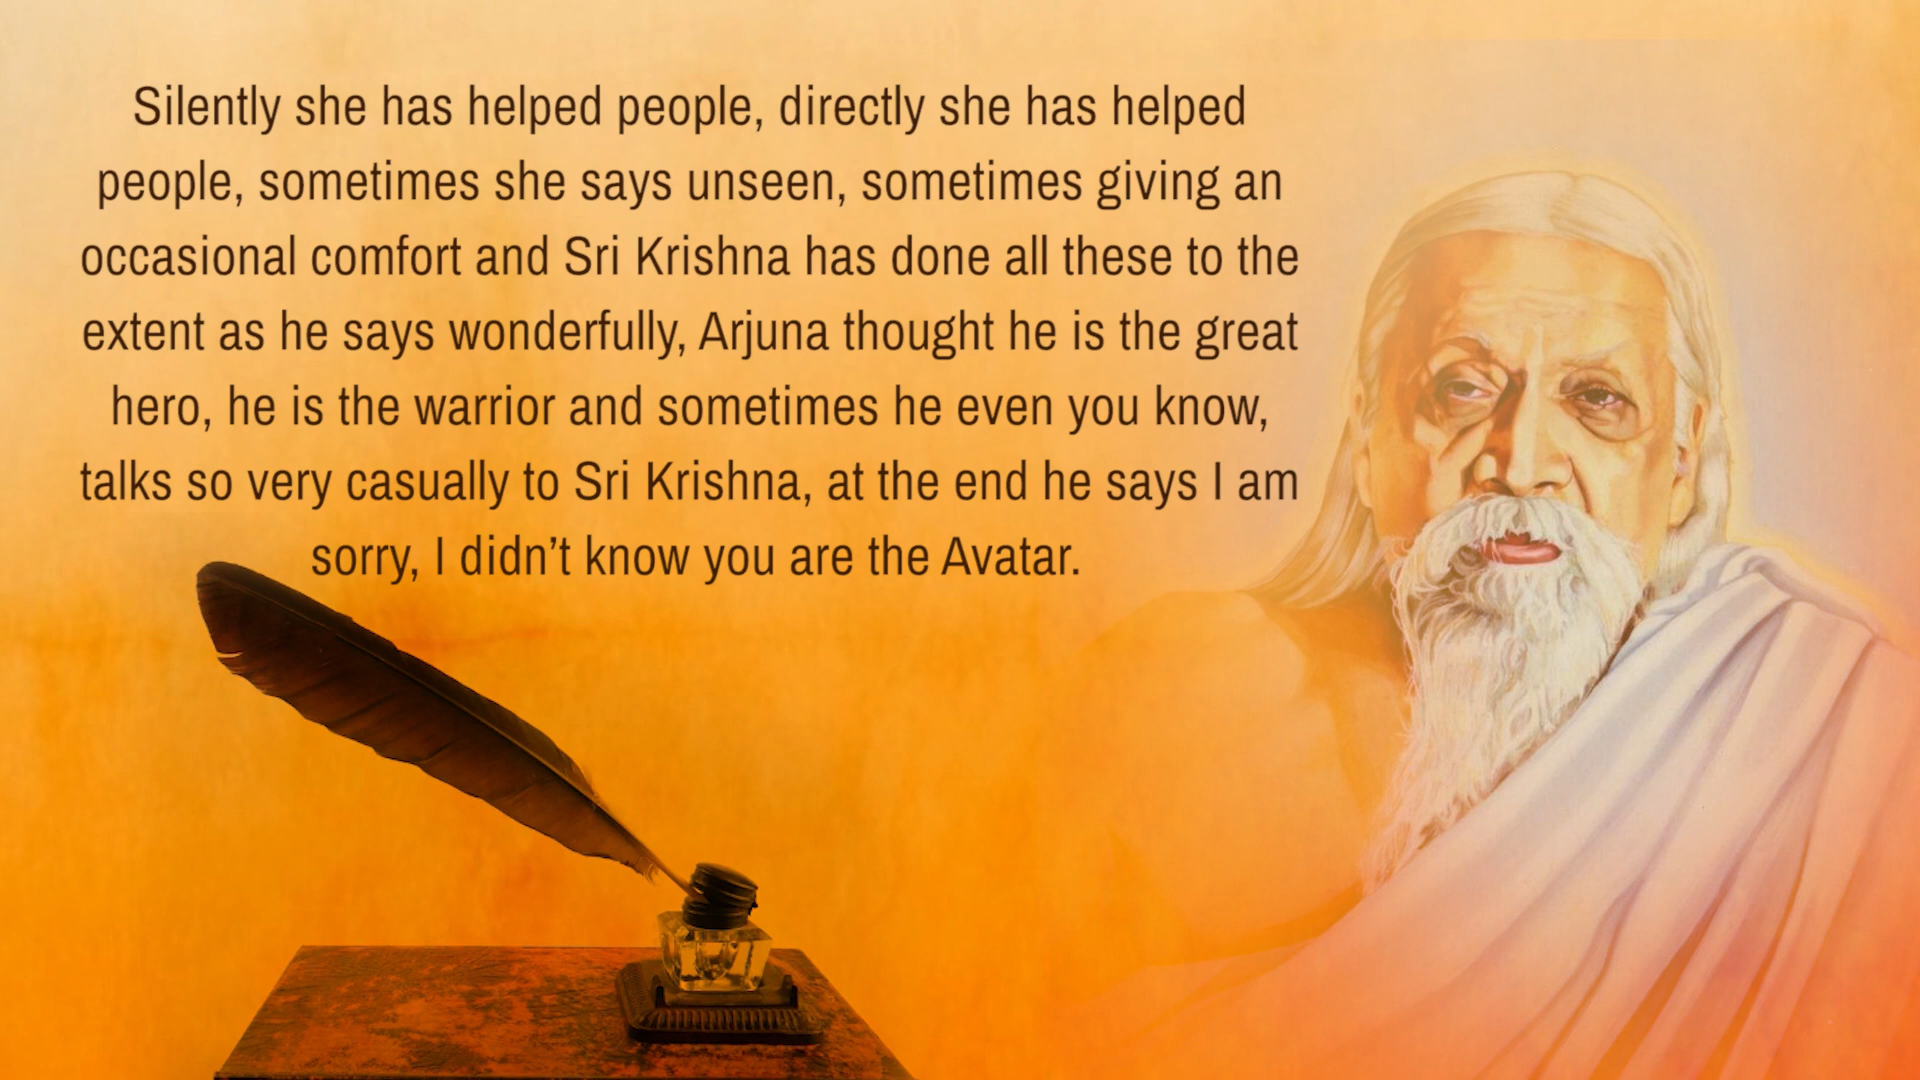 Silently she has helped people, directly she has helped
people, sometimes she says unseen, sometimes giving an
occasional comfort and Sri Krishna has done all these to the
extent as he says wonderfully, Arjuna thought he is the great
hero, he is the warrior and sometimes he even you know,
talks so very casually to Sri Krishna, at the end he says I am
sorry, I didn’t know you are the Avatar.